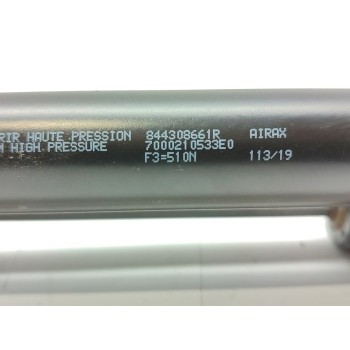 RIR HAUTE PRESSION 844308661R AIRAX
HIGH PRESSURE 7000210533E0
F3=510N 113/19